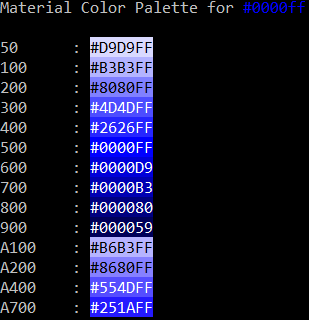 Material Color Palette for #0000ff
50 : #D9D9FF
100 : #B3B3FF
200 : #8080FF
300 : #4D4DFF
400 : #2626FF
500 : #0000FF
600 : #0000D9
700 : #0000B3
800 : #000080
900 : #000059
A100 : #B6B3FF
A200 : #8680FF
A400 : #554DFF
A700 : #251AFF